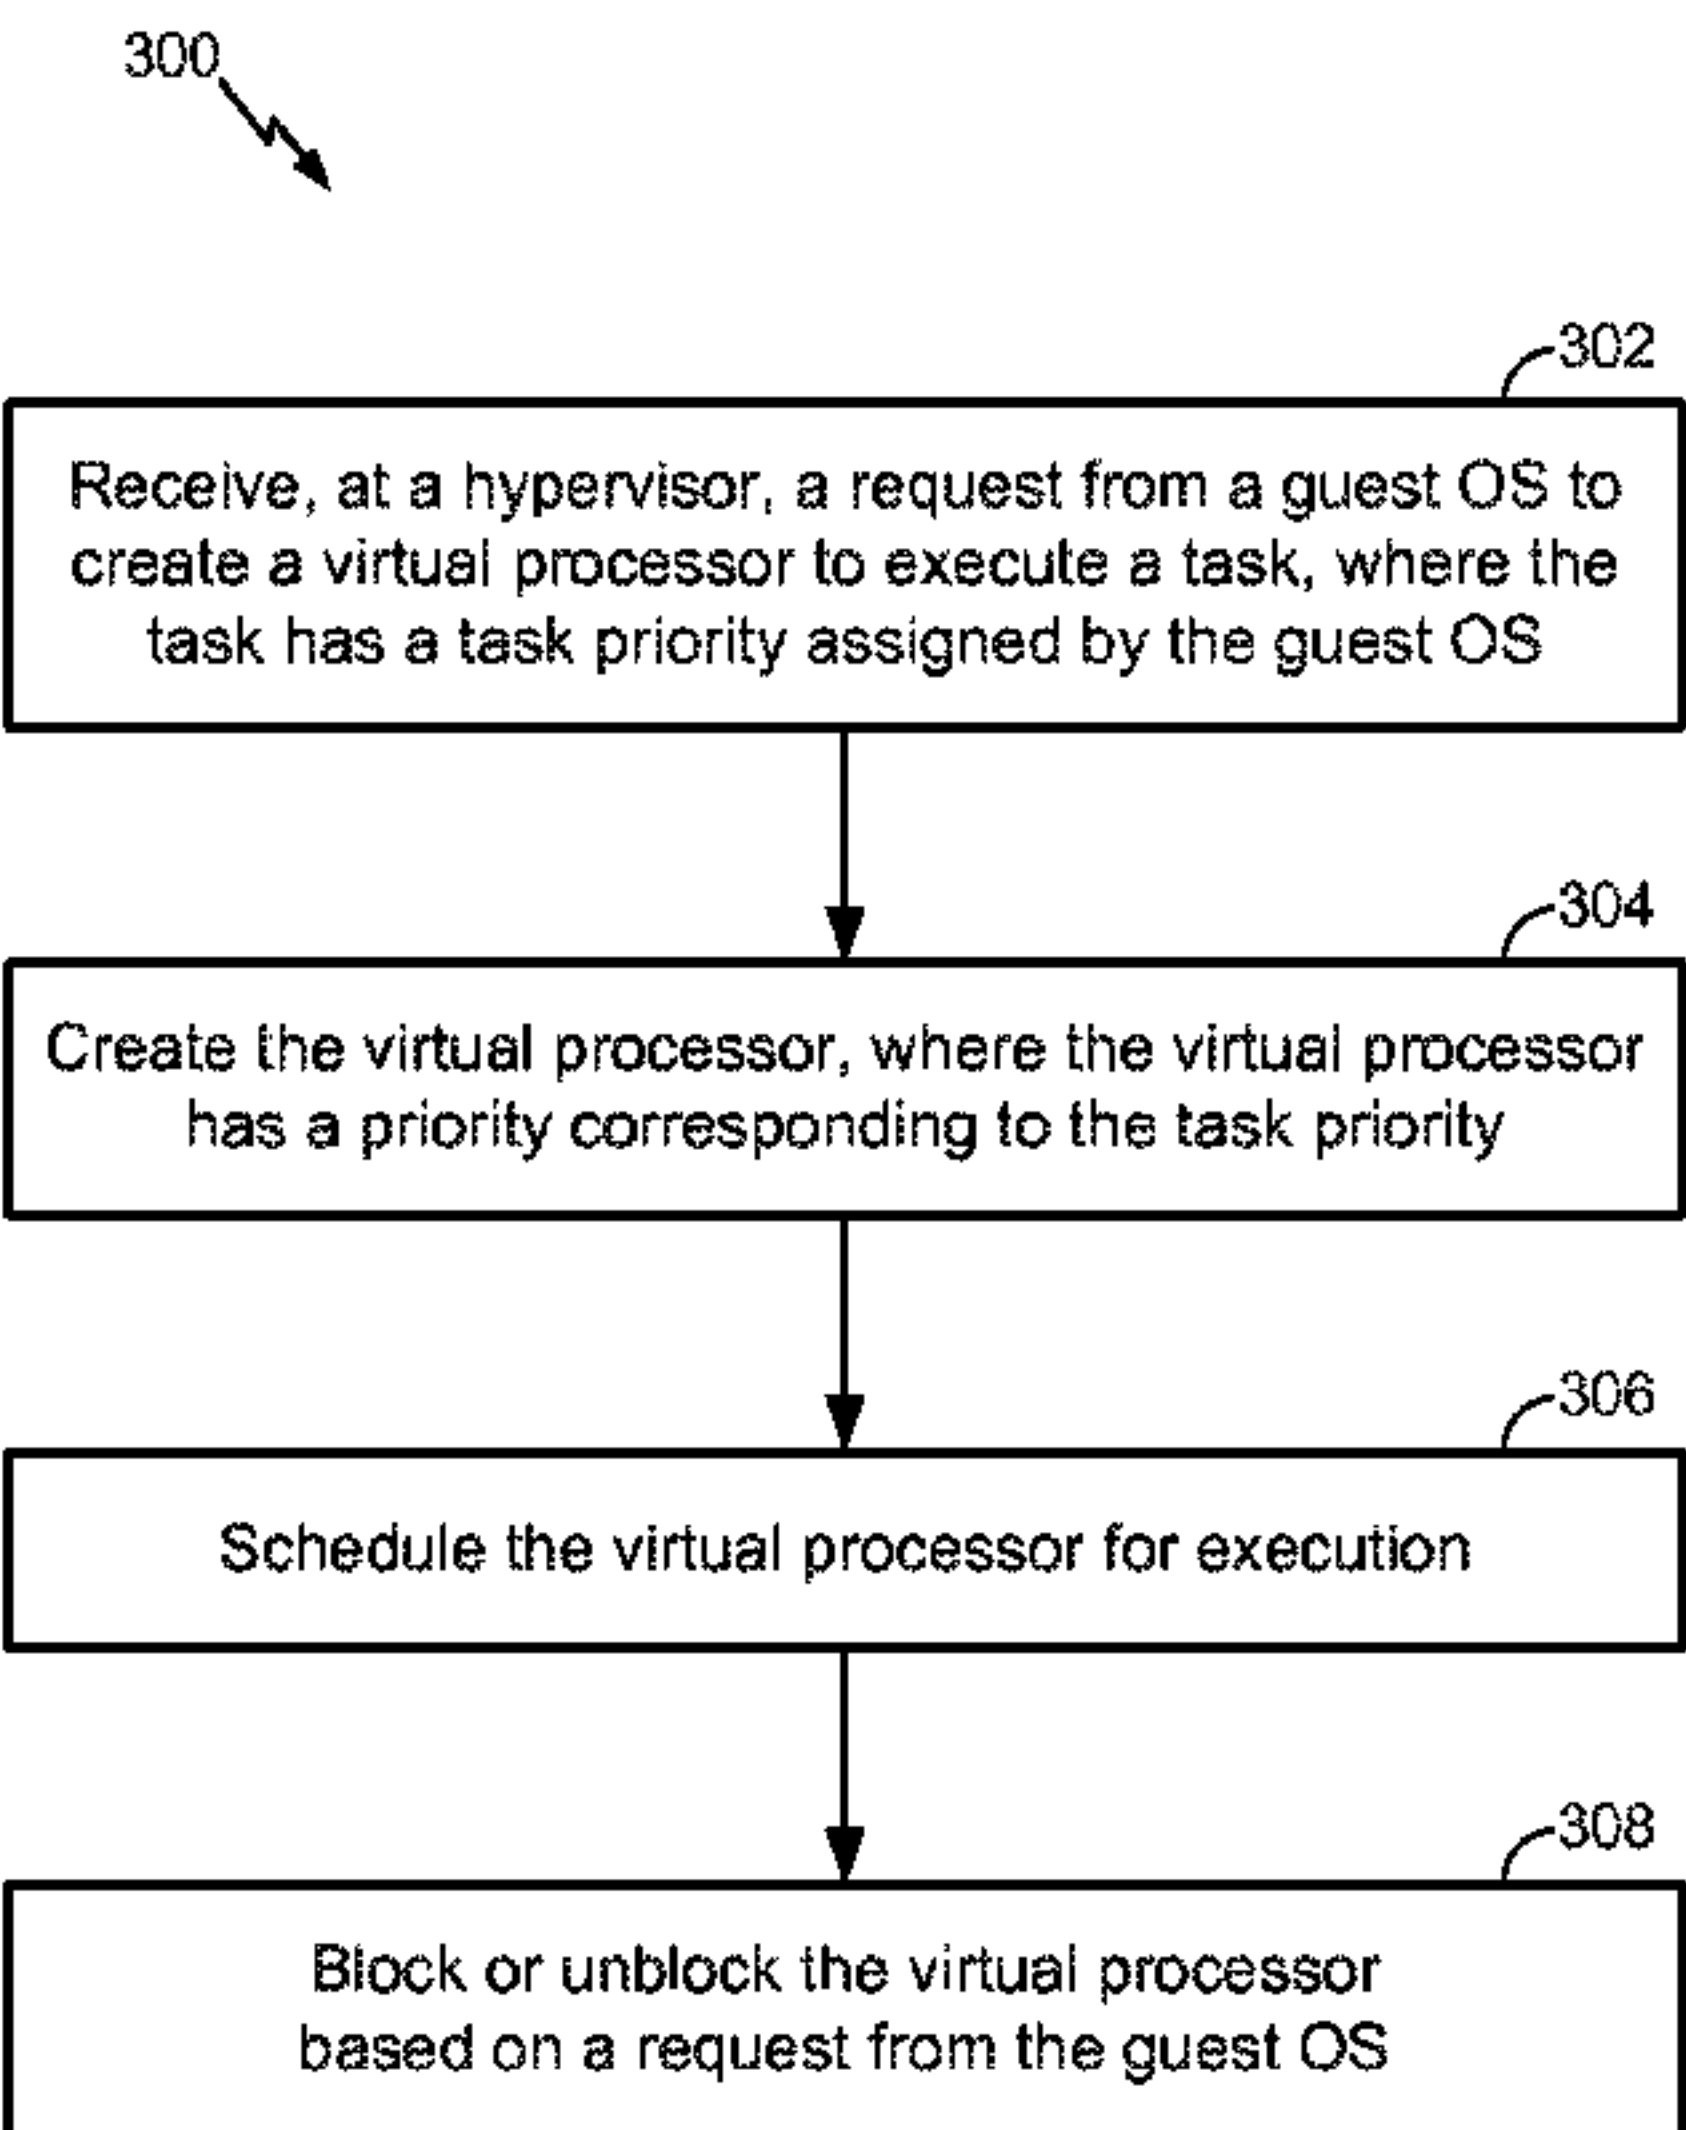 300
302
Receive, at a hypervisor, a request from a guest OS to
create a virtual processor to execute a task, where the
task has a task priority assigned by the guest OS
304
Create the virtual processor, where the virtual processor
has a priority corresponding to the task priority
306
Schedule the virtual processor for execution
308
Block or unblock the virtual processor
based on a request from the guest OS